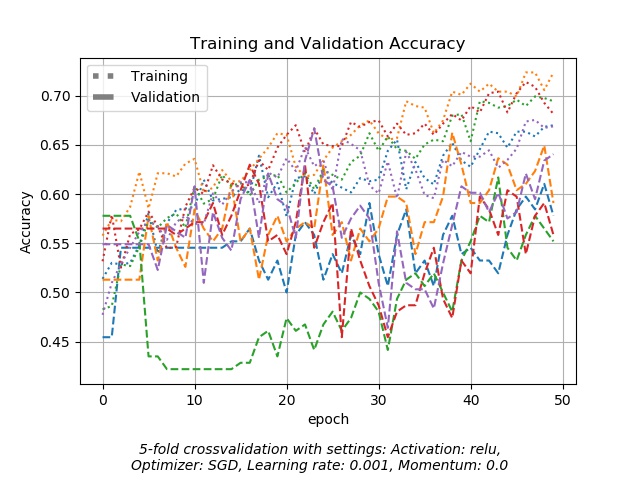 Training and Validation Accuracy
Training
Validation
0.70
0.65
0.60
0.55
0.50
0.45
Accuracy
0 10 20 30 40 50
epoch
5-fold crossvalidation with settings: Activation: relu,
Optimizer: SGD, Learning rate: 0.001, Momentum: 0.0